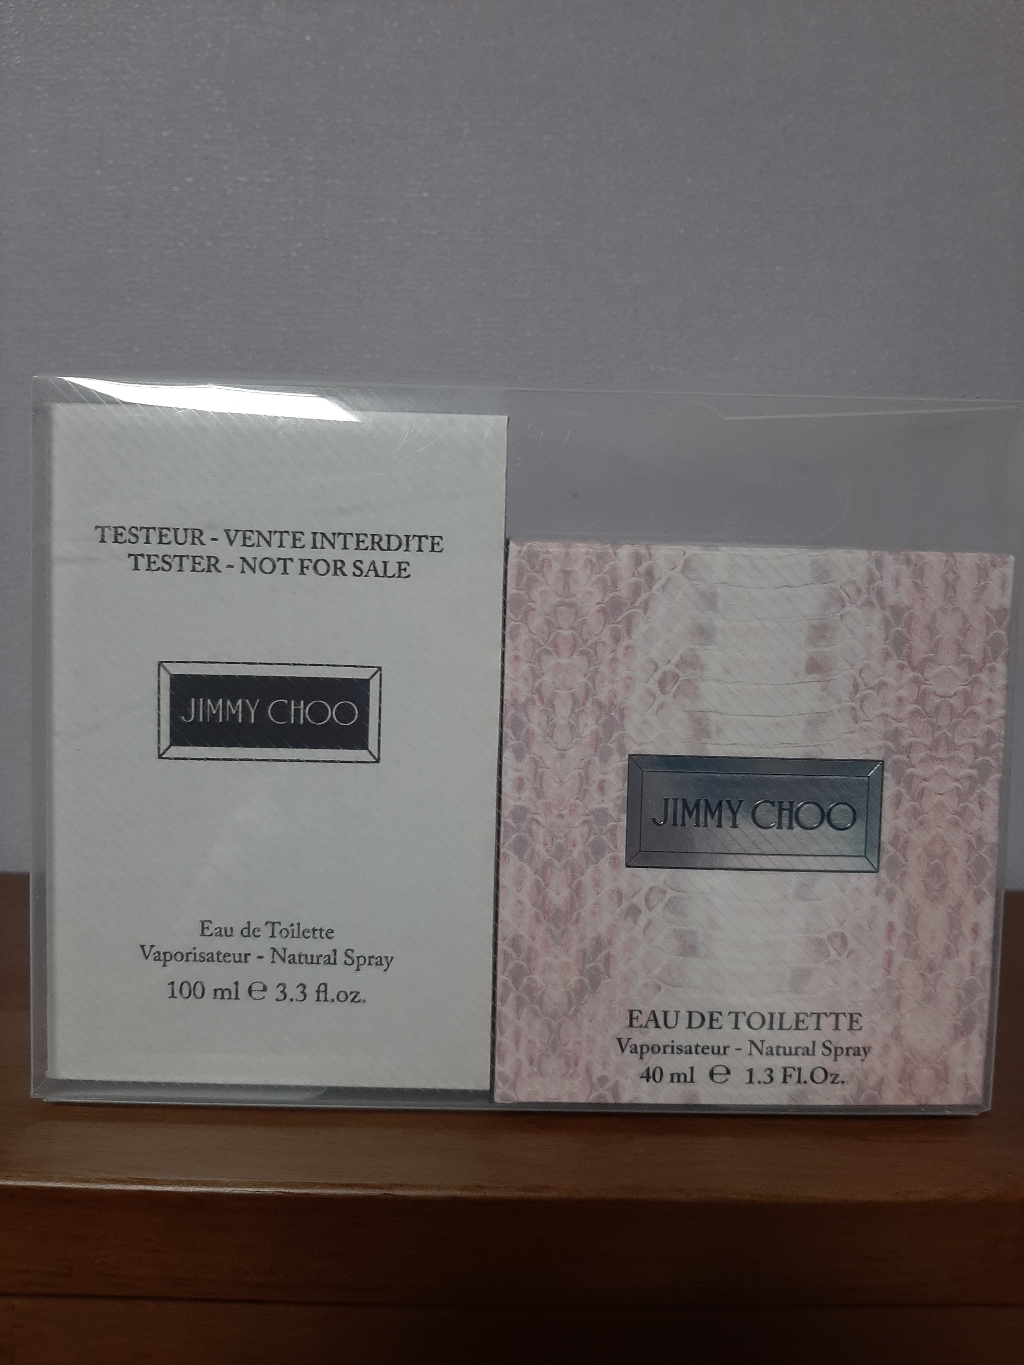 TESTEUR - VENTE INTERDITE
TESTER - NOT FOR SALE
JIMMY CHOO
Eau de Toilette
Vaporisateur - Natural Spray
100 ml ℮ 3.3 fl.oz.
JIMMY CHOO
EAU DE TOILETTE
Vaporisateur - Natural Spray
40 ml ℮ 1.3 Fl.Oz.